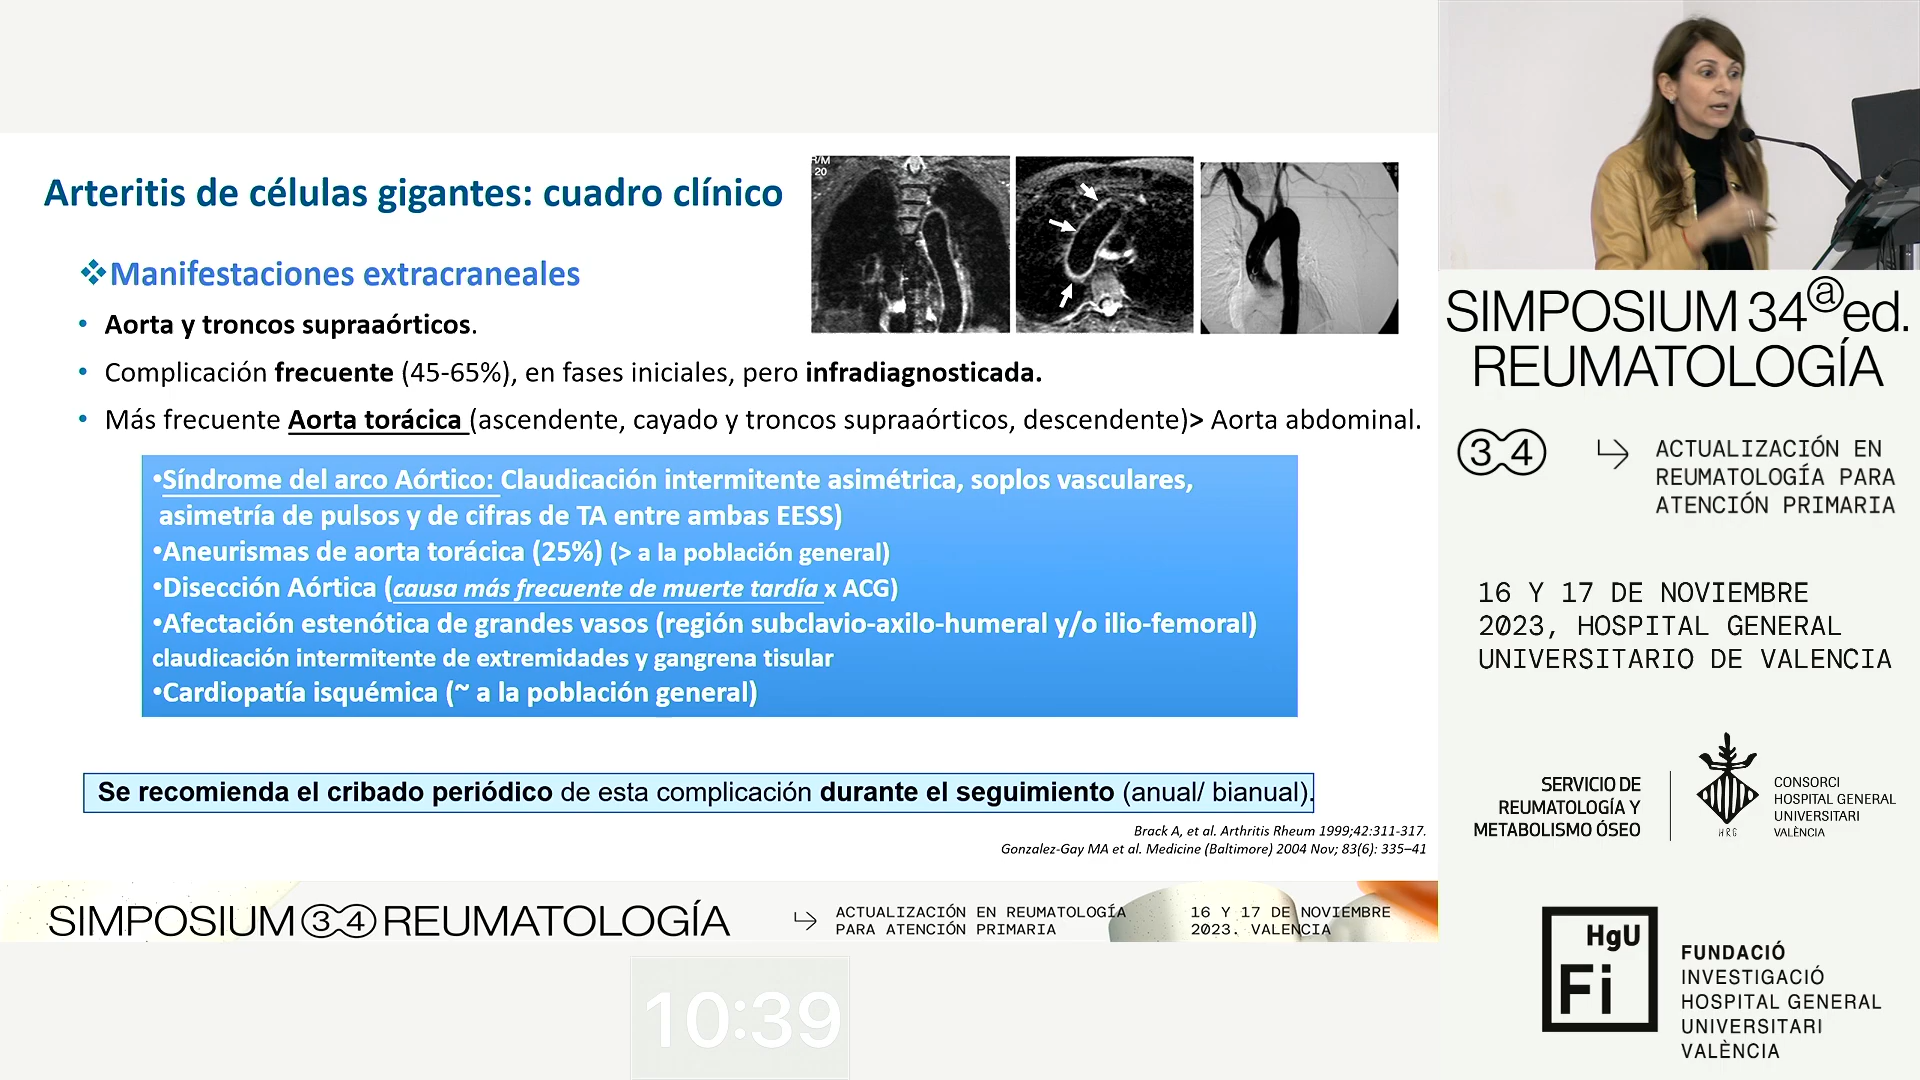 R/M
20
Arteritis de células gigantes: cuadro clínico
❖Manifestaciones extracraneales
• Aorta y troncos supraaórticos.
• Complicación frecuente (45-65%), en fases iniciales, pero infradiagnosticada.
• Más frecuente Aorta torácica (ascendente, cayado y troncos supraaórticos, descendente)> Aorta abdominal.
•Síndrome del arco Aórtico: Claudicación intermitente asimétrica, soplos vasculares,
asimetría de pulsos y de cifras de TA entre ambas EESS)
•Aneurismas de aorta torácica (25%) (> a la población general)
•Disección Aórtica (causa más frecuente de muerte tardía x ACG)
•Afectación estenótica de grandes vasos (región subclavio-axilo-humeral y/o ilio-femoral)
claudicación intermitente de extremidades y gangrena tisular
•Cardiopatía isquémica (~ a la población general)
Se recomienda el cribado periódico de esta complicación durante el seguimiento (anual/ bianual).
Brack A, et al. Arthritis Rheum 1999;42:311-317.
Gonzalez-Gay MA et al. Medicine (Baltimore) 2004 Nov; 83(6): 335–41
SIMPOSIUM 34 REUMATOLOGÍA
ACTUALIZACIÓN EN REUMATOLOGÍA
PARA ATENCIÓN PRIMARIA
16 Y 17 DE NOVIEMBRE
2023. VALENCIA
10:39
SIMPOSIUM 34ⓐed.
REUMATOLOGÍA
34
ACTUALIZACIÓN EN
REUMATOLOGÍA PARA
ATENCIÓN PRIMARIA
16 Y 17 DE NOVIEMBRE
2023, HOSPITAL GENERAL
UNIVERSITARIO DE VALENCIA
SERVICIO DE
REUMATOLOGÍA Y
METABOLISMO ÓSEO
HRG
CONSORCI
HOSPITAL GENERAL
UNIVERSITARI
VALÈNCIA
HgU
Fi
FUNDACIÓ
INVESTIGACIÓ
HOSPITAL GENERAL
UNIVERSITARI
VALÈNCIA